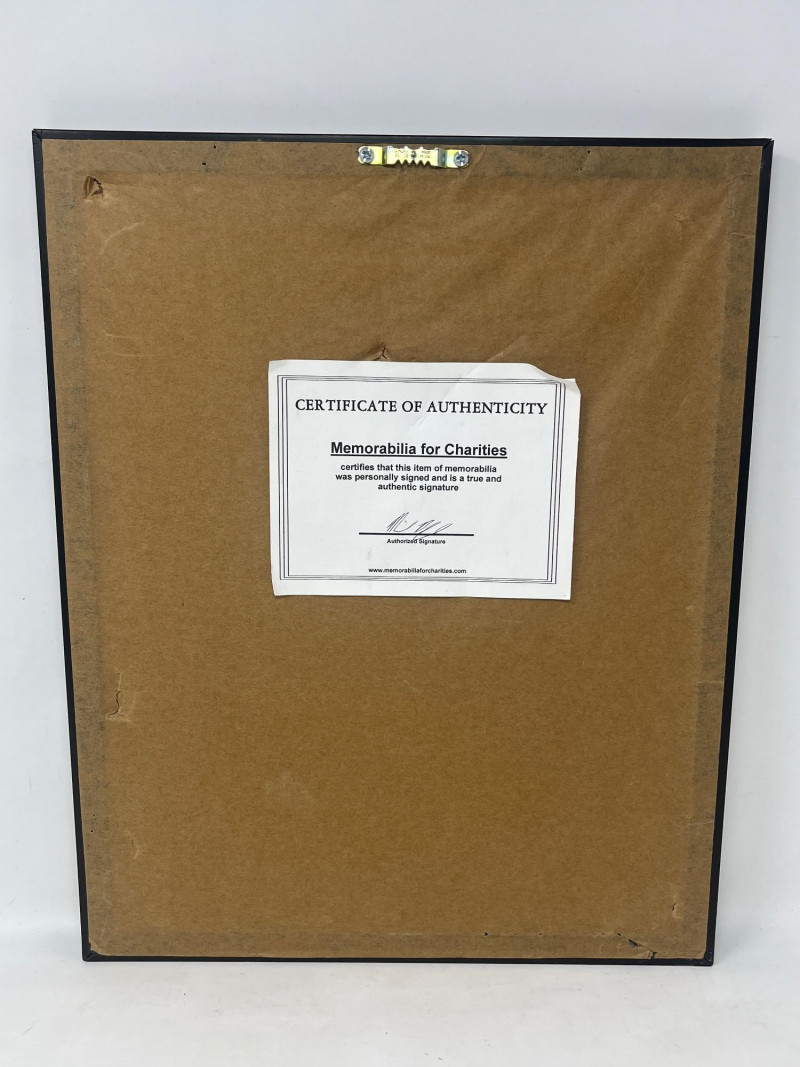 CERTIFICATE OF AUTHENTICITY
Memorabilia for Charities
certifies that this item of memorabilia
was personally signed and is a true and
authentic signature
Authorized Signature
www.memorabiliaforcharities.com